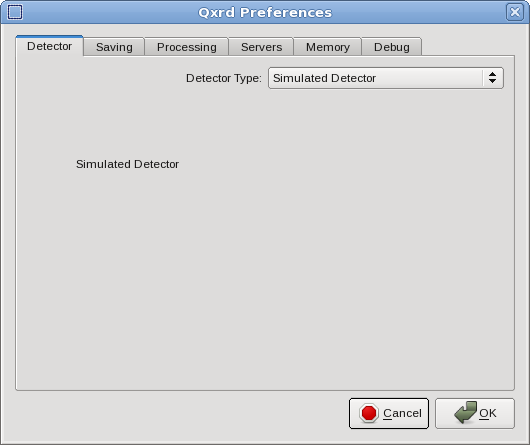 Qxrd Preferences
Detector Saving Processing Servers Memory Debug
Detector Type: Simulated Detector
Simulated Detector
Cancel OK